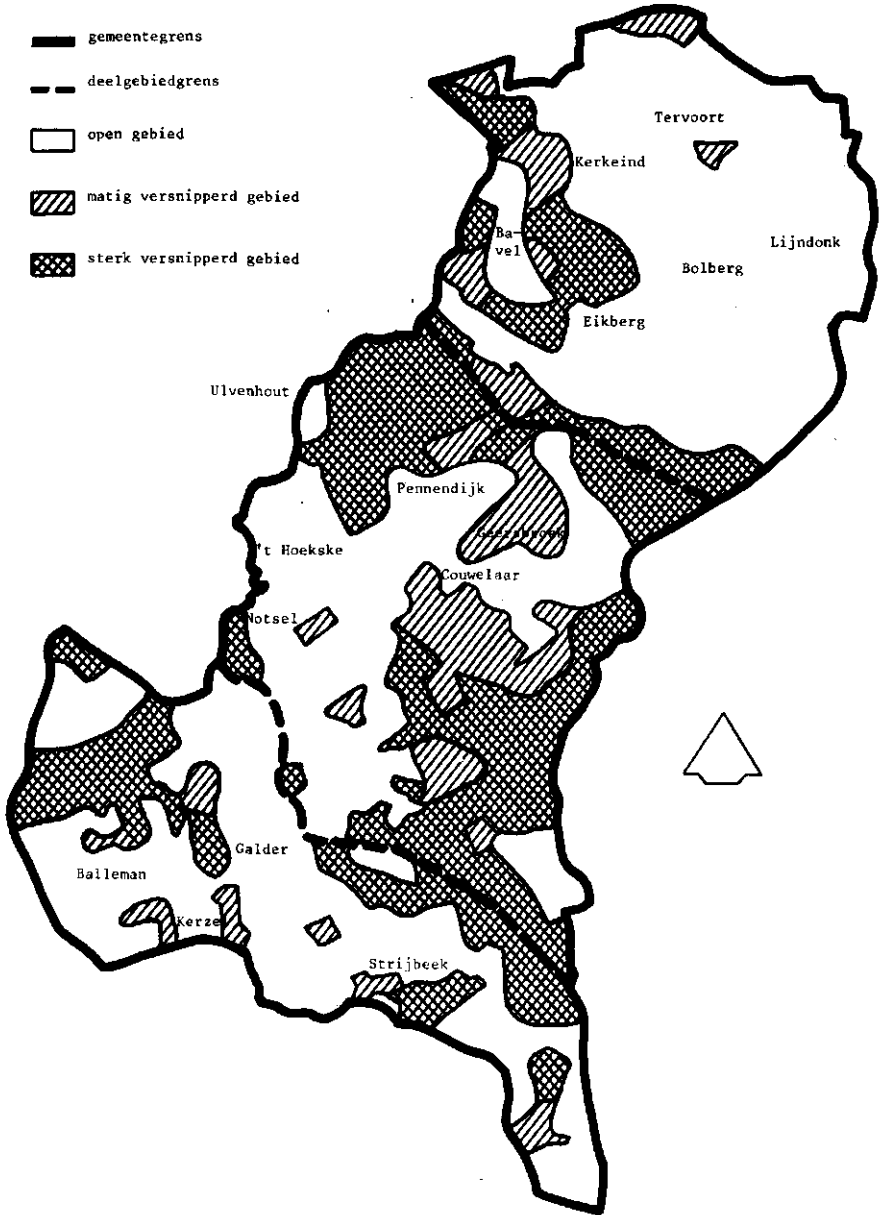 gemeentegrens
deelgebiedgrens
open gebied
matig versnipperd gebied
sterk versnipperd gebied
Tervoort
Kerkeind
Ba-
vel
Lijndonk
Bolberg
Eikberg
Ulvenhout
Pennendijk
Geersbroek
't Hoekske
Couwelaar
Notsel
Galder
Balleman
Kerzel
Strijbeek